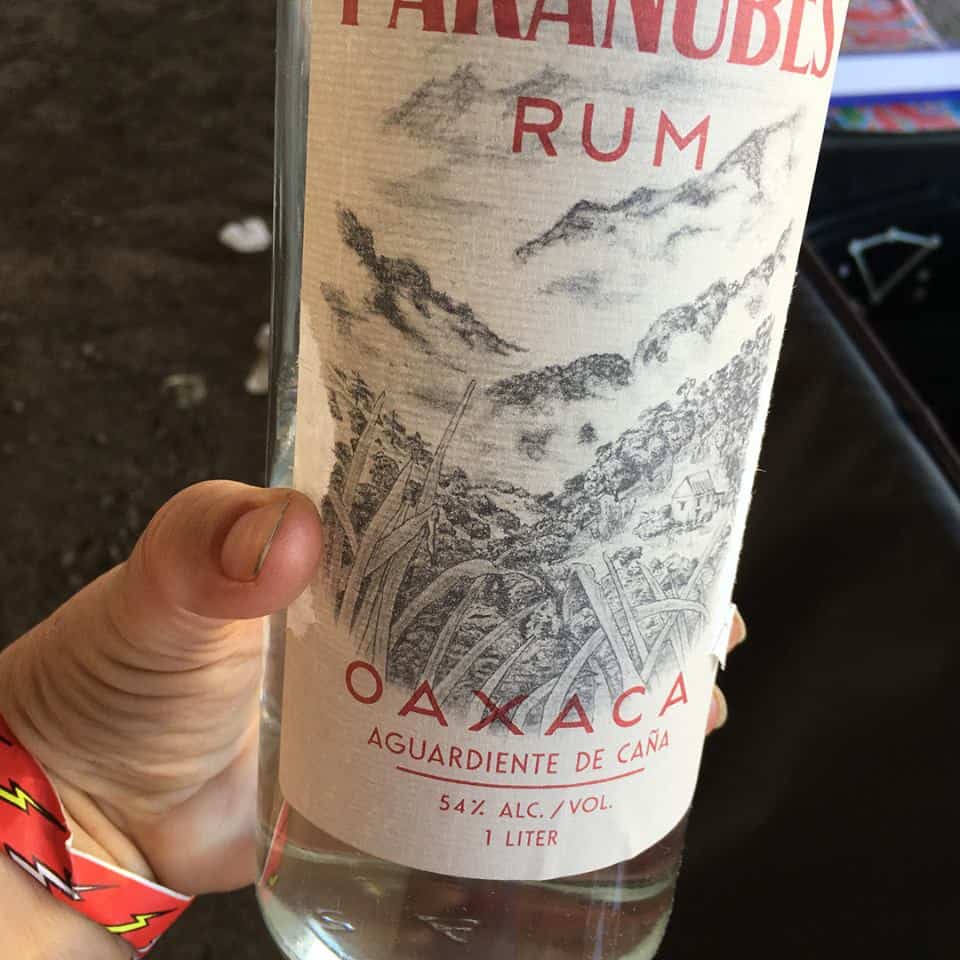 PARANUBES
RUM
OAXACA
AGUARDIENTE DE CAÑA
54% ALC./VOL.
1 LITER